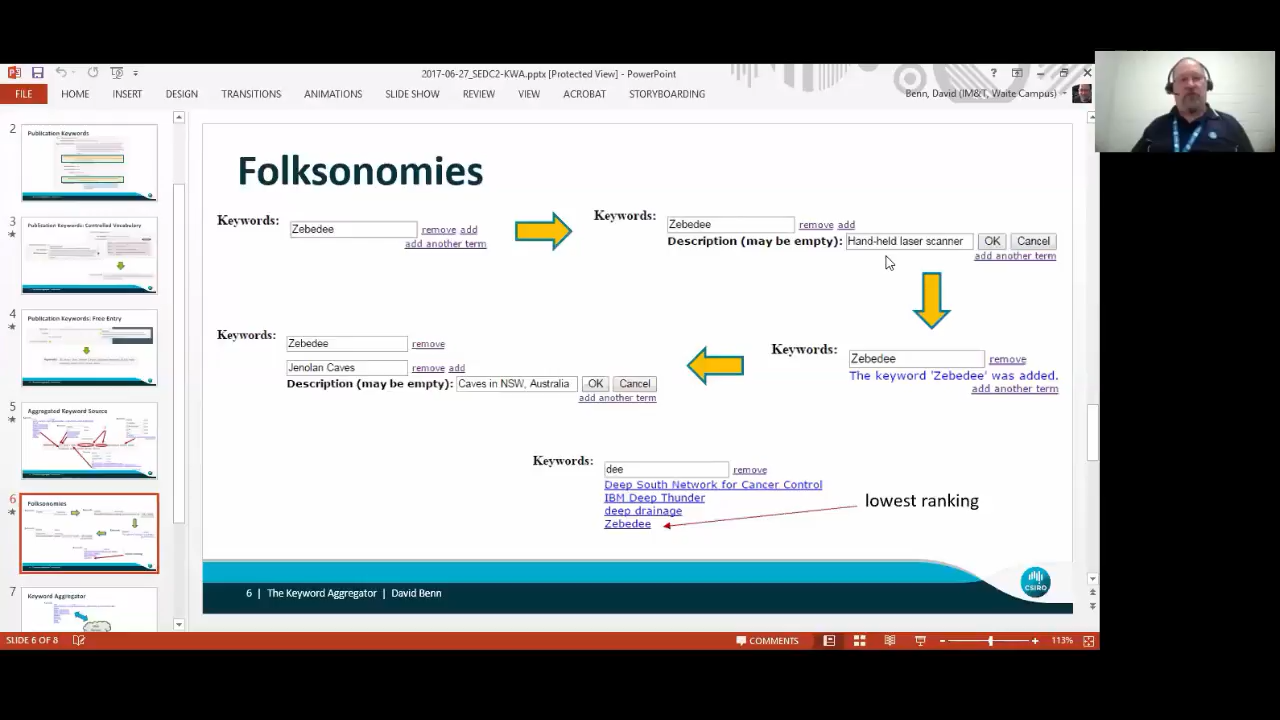 2017-06-27_SEDC2-KWA.pptx [Protected View] - PowerPoint
FILE HOME INSERT DESIGN TRANSITIONS ANIMATIONS SLIDE SHOW REVIEW VIEW ACROBAT STORYBOARDING
Benn, David (IM&T, Waite Campus)
2
Publication Keywords
3
Publication Keywords: Controlled Vocabulary
4
Publication Keywords: Free Entry
5
Aggregated Keyword Source
6
Folksonomies
7
Keyword Aggregator
Folksonomies
Keywords: Zebedee remove add
add another term
Keywords: Zebedee remove add
Description (may be empty): Hand-held laser scanner OK Cancel
add another term
Keywords: Zebedee remove
The keyword 'Zebedee' was added.
add another term
Keywords: Zebedee remove
Jenolan Caves remove add
Description (may be empty): Caves in NSW, Australia OK Cancel
add another term
Keywords: dee remove
Deep South Network for Cancer Control
IBM Deep Thunder
deep drainage
Zebedee
lowest ranking
6 | The Keyword Aggregator | David Benn
CSIRO
SLIDE 6 OF 8
COMMENTS
113%